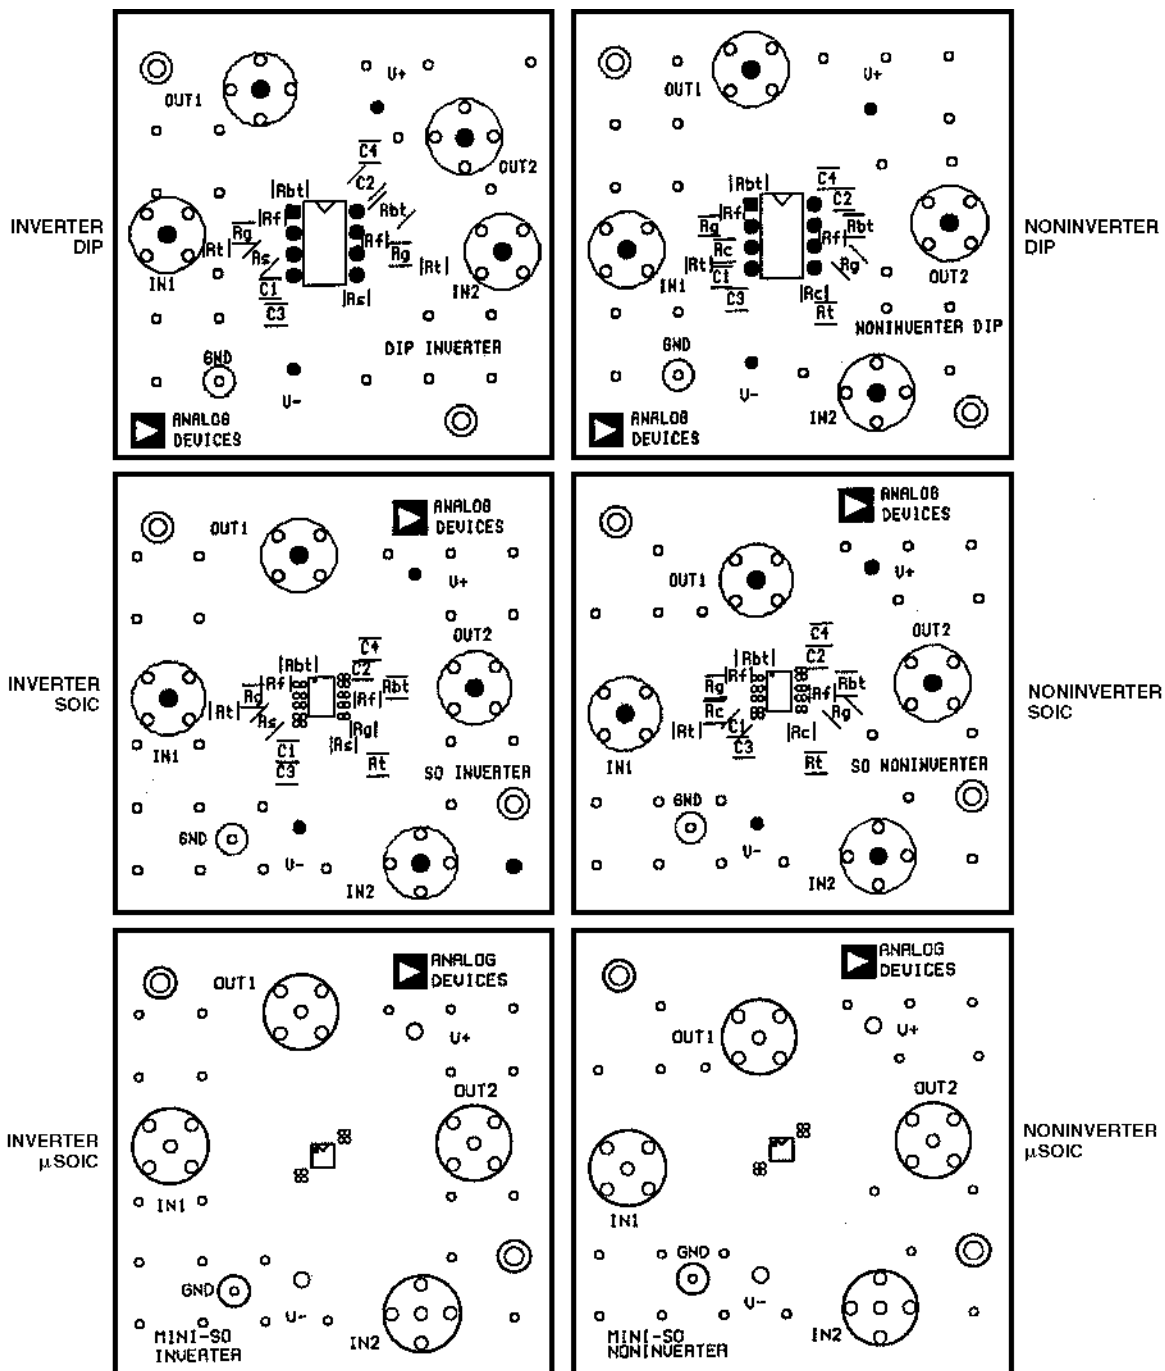 INVERTER
DIP
OUT1
V+
C4
OUT2
C2
Rbt
Rbt
Rf
Rg
Rt
Rs
Rf
Rg
Rt
IN1
C1
C3
Rs
IN2
DIP INVERTER
GND
V-
ANALOG
DEVICES
OUT1
V+
C4
Rbt
C2
Rf
Rg
Rbt
Rc
Rf
Rt
Rg
OUT2
IN1
C1
C3
Rc
Rt
NONINVERTER DIP
GND
V-
IN2
ANALOG
DEVICES
NONINVERTER
DIP
INVERTER
SOIC
ANALOG
DEVICES
OUT1
V+
OUT2
C4
Rbt
C2
Rf
Rbt
Rg
Rf
Rt
Rs
Rg
IN1
C1
Rs
C3
Rt
SO INVERTER
GND
V-
IN2
ANALOG
DEVICES
OUT1
V+
OUT2
C4
Rbt
C2
Rf
Rg
Rbt
Rf
Rc
Rg
Rt
C1
Rc
C3
Rt
IN1
SO NONINVERTER
GND
V-
IN2
NONINVERTER
SOIC
INVERTER
μSOIC
ANALOG
DEVICES
OUT1
V+
OUT2
IN1
GND
V-
IN2
MINI-SO
INVERTER
ANALOG
DEVICES
OUT1
V+
OUT2
IN1
GND
V-
IN2
MINI-SO
NONINVERTER
NONINVERTER
μSOIC